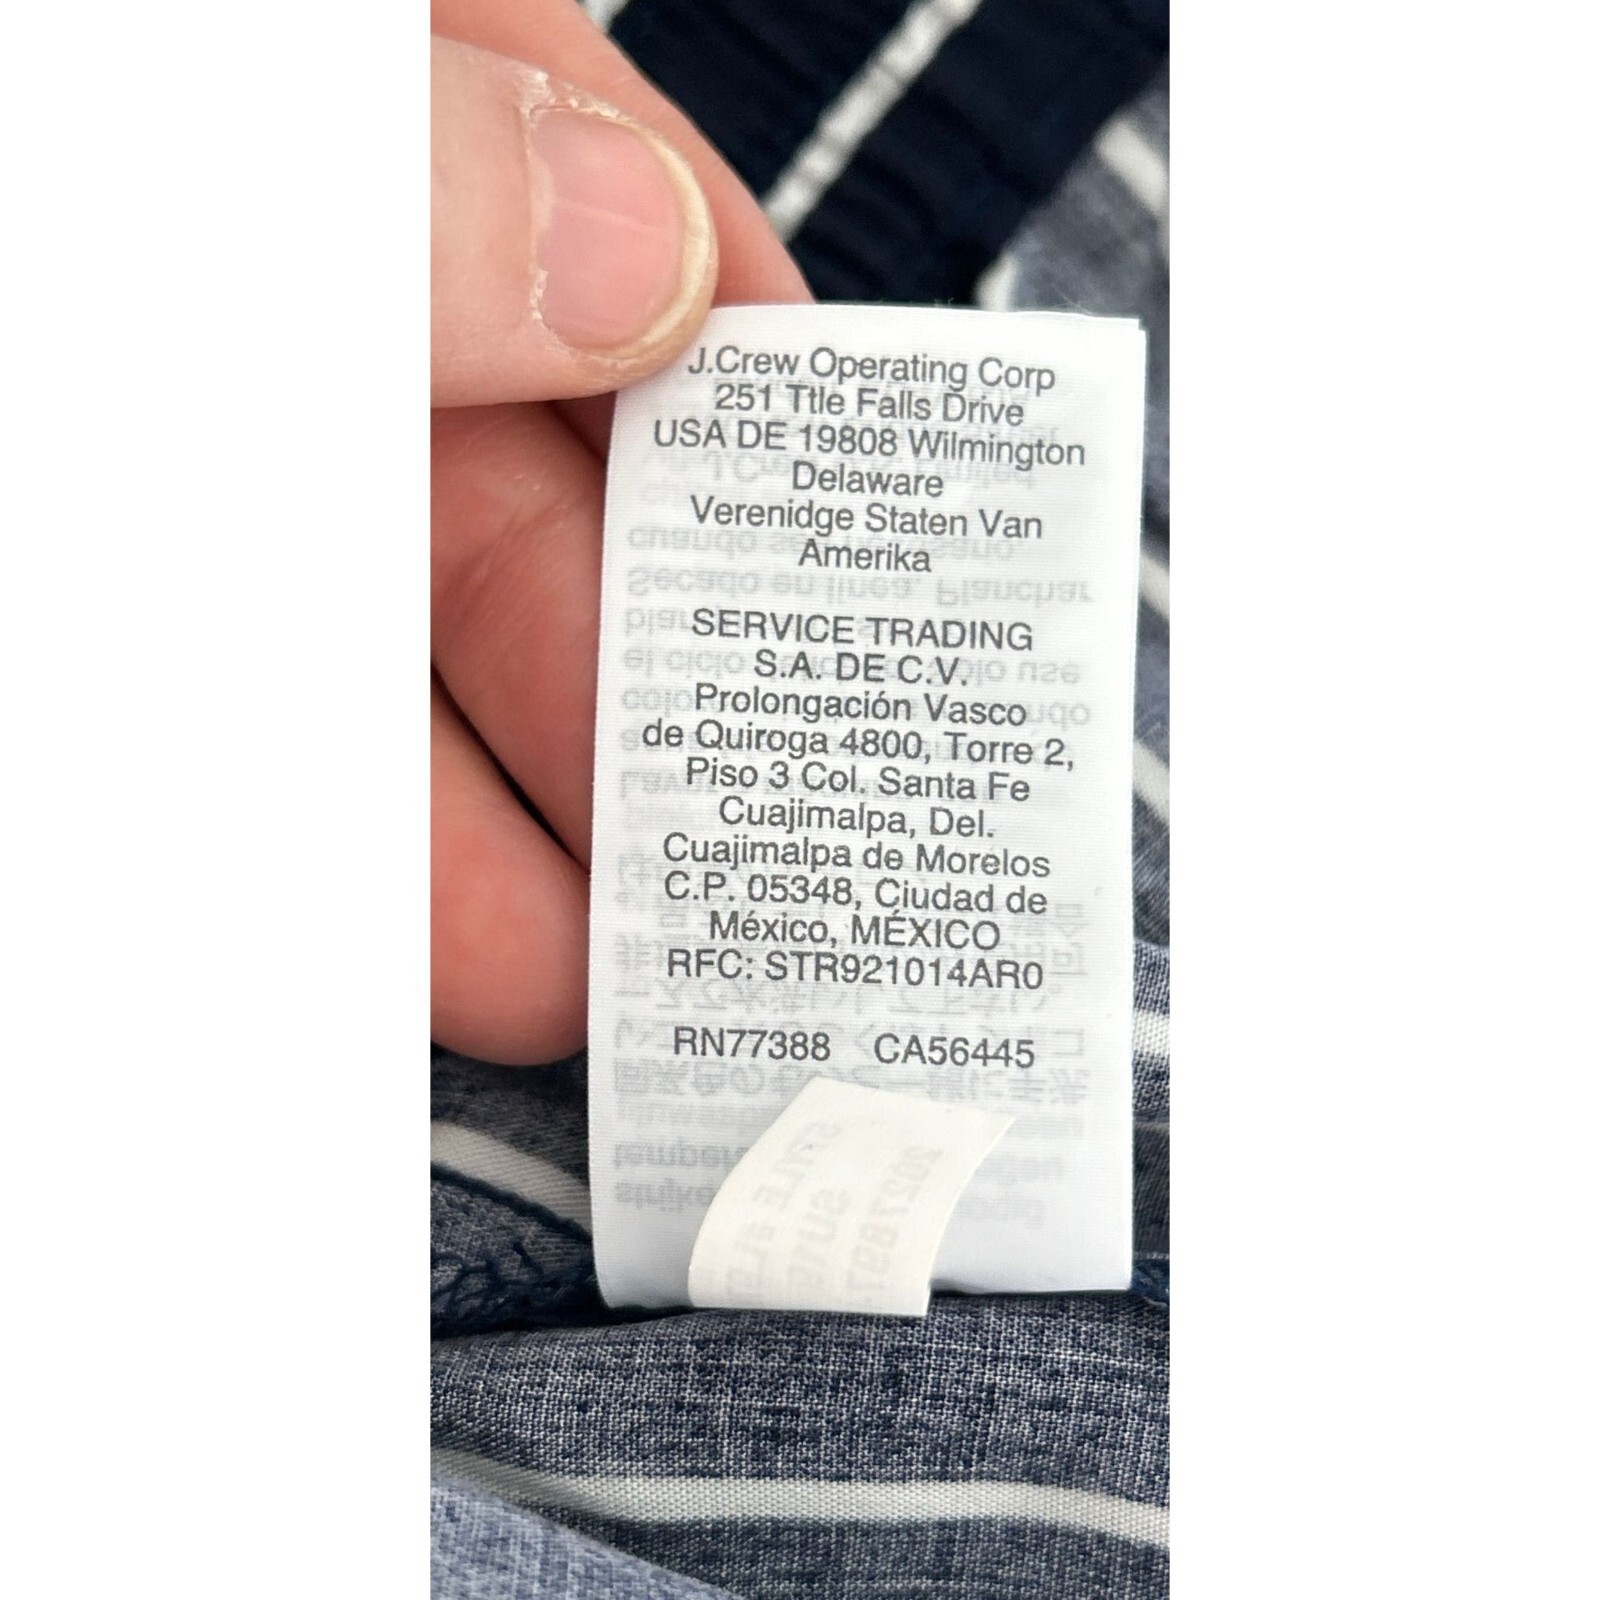 J.Crew Operating Corp
251 Ttle Falls Drive
USA DE 19808 Wilmington
Delaware
Verenidge Staten Van
Amerika
SERVICE TRADING
S.A. DE C.V.
Prolongación Vasco
de Quiroga 4800, Torre 2,
Piso 3 Col. Santa Fe
Cuajimalpa, Del.
Cuajimalpa de Morelos
C.P. 05348, Ciudad de
México, MÉXICO
RFC: STR921014AR0
RN77388 CA56445